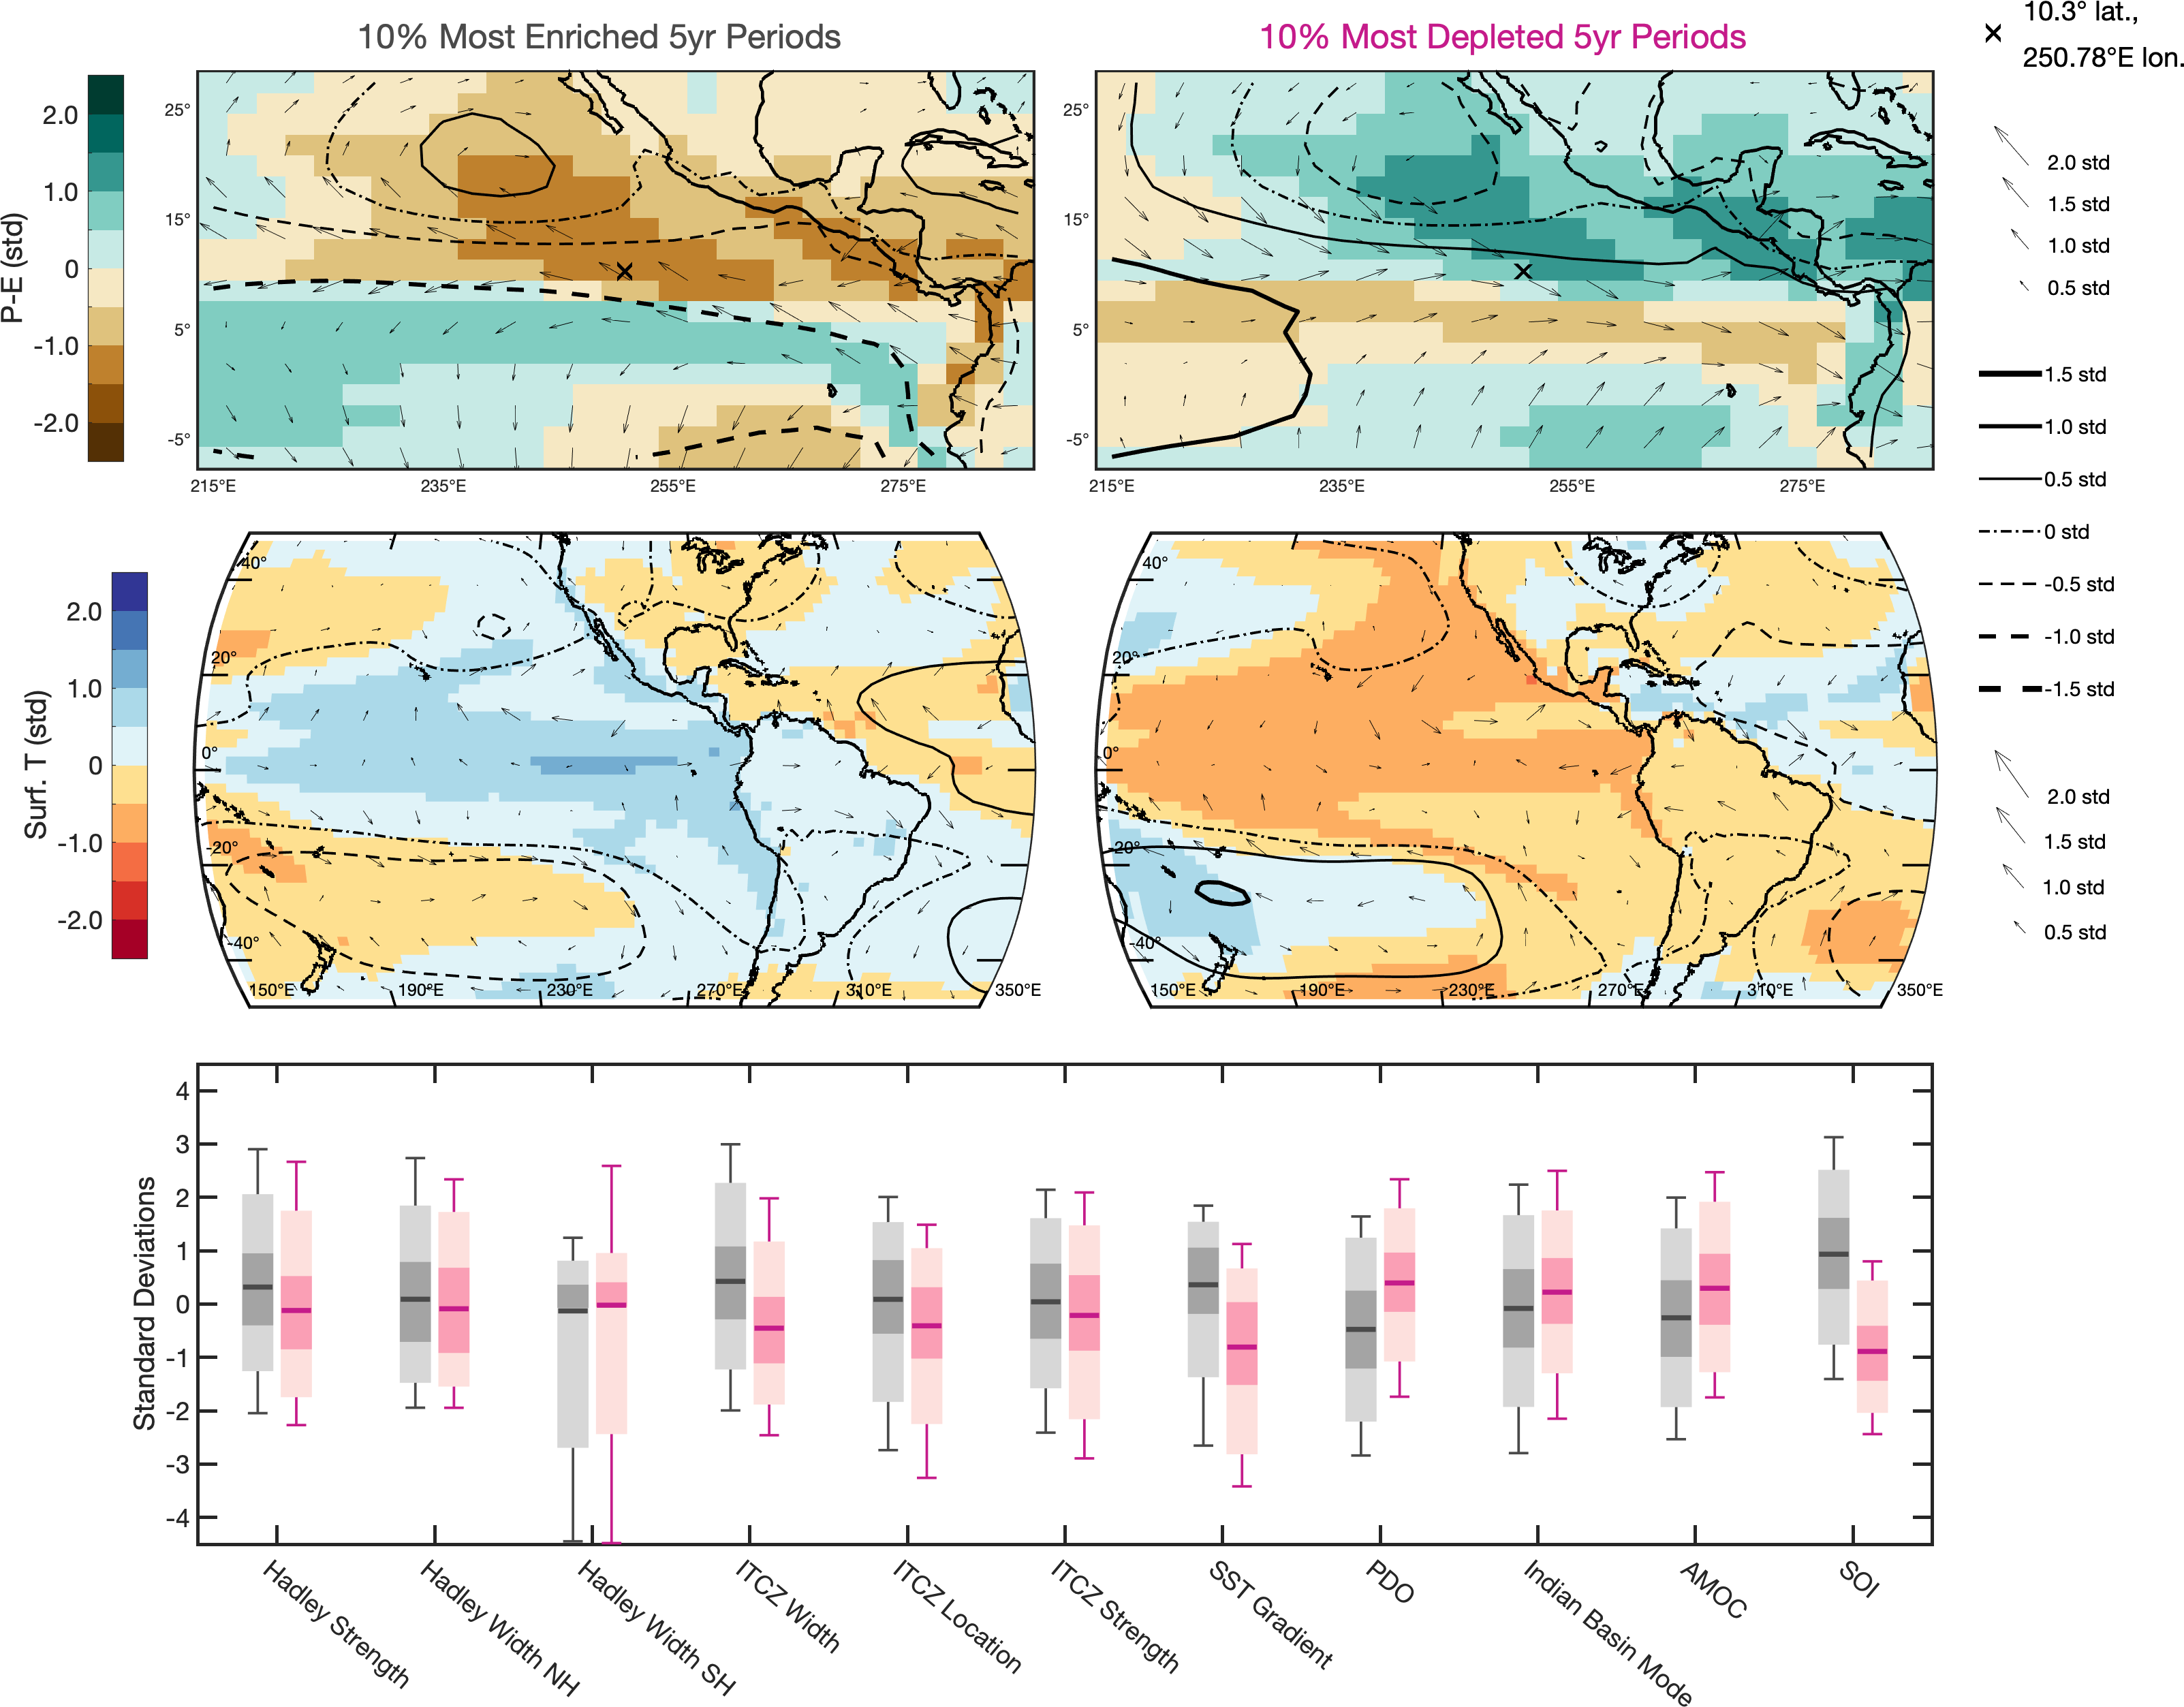 10% Most Enriched 5yr Periods
10% Most Depleted 5yr Periods
10.3° lat.,
250.78°E lon.
P-E (std)
2.0
1.0
0
-1.0
-2.0
25°
15°
5°
-5°
215°E
235°E
255°E
275°E
25°
15°
5°
-5°
215°E
235°E
255°E
275°E
2.0 std
1.5 std
1.0 std
0.5 std
1.5 std
1.0 std
0.5 std
0 std
-0.5 std
-1.0 std
-1.5 std
Surf. T (std)
2.0
1.0
0
-1.0
-2.0
40°
20°
0°
-20°
-40°
150°E
190°E
230°E
270°E
310°E
350°E
40°
20°
0°
-20°
-40°
150°E
190°E
230°E
270°E
310°E
350°E
2.0 std
1.5 std
1.0 std
0.5 std
Standard Deviations
4
3
2
1
0
-1
-2
-3
-4
Hadley Strength
Hadley Width NH
Hadley Width SH
ITCZ Width
ITCZ Location
ITCZ Strength
SST Gradient
PDO
Indian Basin Mode
AMOC
SOI